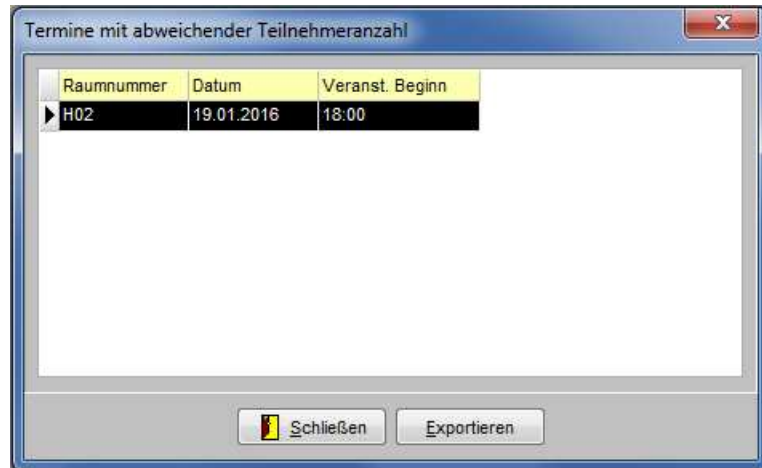 Termine mit abweichender Teilnehmeranzahl
Raumnummer Datum Veranst. Beginn
H02 19.01.2016 18:00
Schließen Exportieren